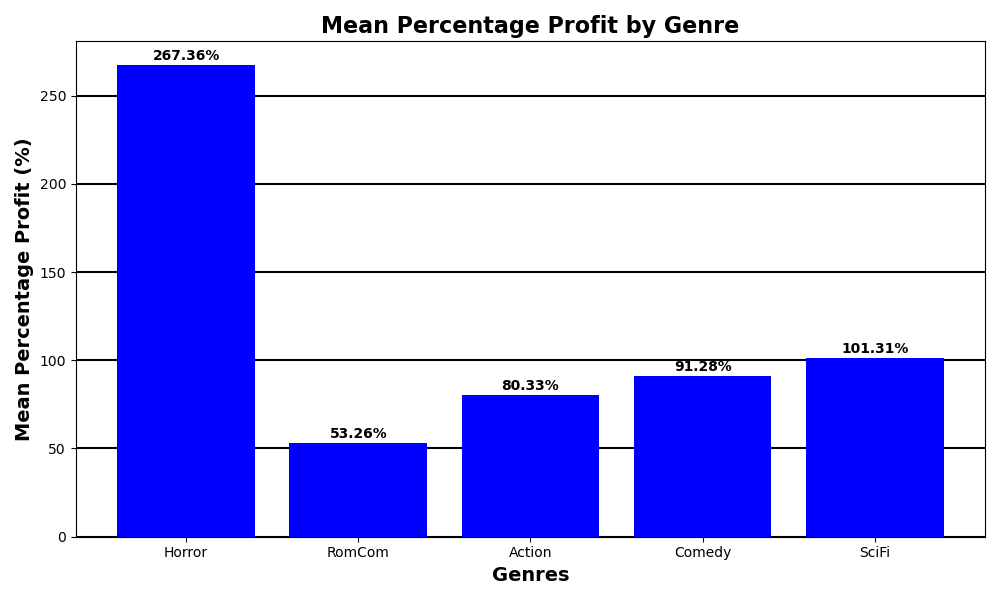 Mean Percentage Profit by Genre
Mean Percentage Profit (%)
250
200
150
100
50
0
267.36%
53.26%
80.33%
91.28%
101.31%
Horror
RomCom
Action
Comedy
SciFi
Genres